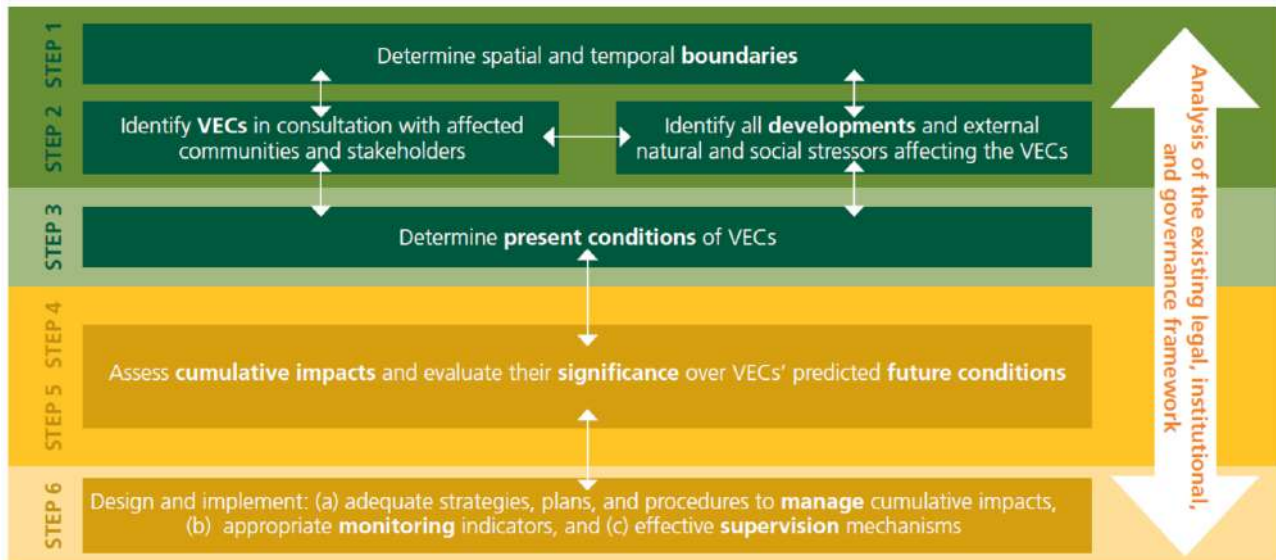 STEP 1
Determine spatial and temporal boundaries
STEP 2
Identify VECs in consultation with affected
communities and stakeholders
Identify all developments and external
natural and social stressors affecting the VECs
STEP 3
Determine present conditions of VECs
STEP 4
STEP 5
Assess cumulative impacts and evaluate their significance over VECs’ predicted future conditions
STEP 6
Design and implement: (a) adequate strategies, plans, and procedures to manage cumulative impacts,
(b) appropriate monitoring indicators, and (c) effective supervision mechanisms
Analysis of the existing legal, institutional,
and governance framework